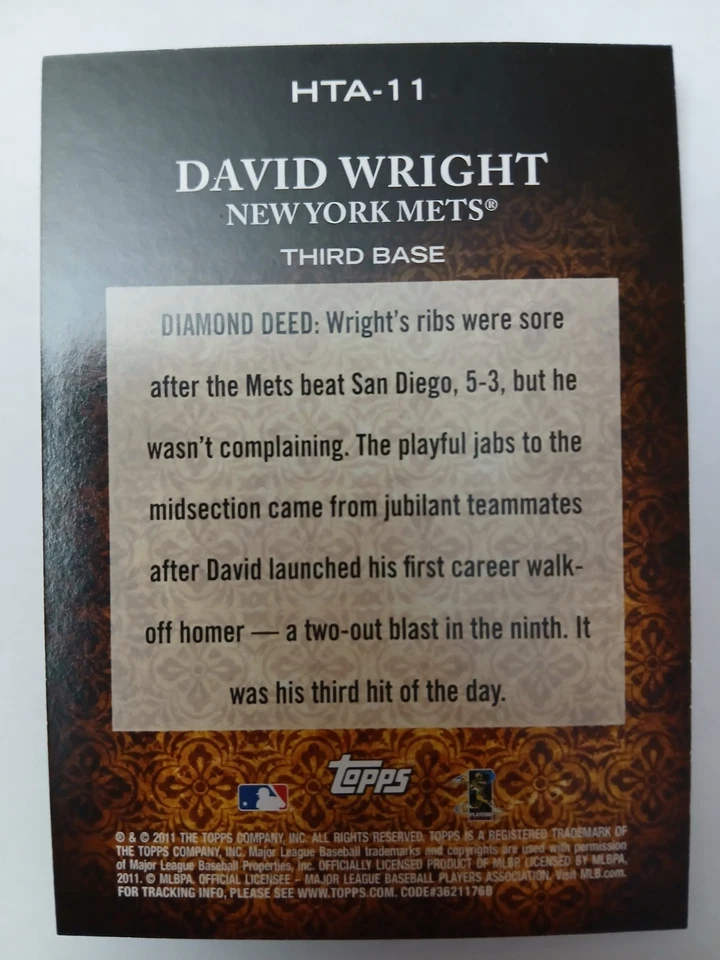 HTA-11
DAVID WRIGHT
NEW YORK METS®
THIRD BASE
DIAMOND DEED: Wright's ribs were sore
after the Mets beat San Diego, 5-3, but he
wasn't complaining. The playful jabs to the
midsection came from jubilant teammates
after David launched his first career walk-
off homer — a two-out blast in the ninth. It
was his third hit of the day.
Topps
® & © 2011 THE TOPPS COMPANY, INC. ALL RIGHTS RESERVED. TOPPS IS A REGISTERED TRADEMARK OF
THE TOPPS COMPANY, INC. Major League Baseball trademarks and copyrights are used with permission
of Major League Baseball Properties, Inc. OFFICIALLY LICENSED PRODUCT OF MLBP. LICENSED BY MLBPA,
2011. © MLBPA, OFFICIAL LICENSEE – MAJOR LEAGUE BASEBALL PLAYERS ASSOCIATION. Visit MLB.com.
FOR TRACKING INFO, PLEASE SEE WWW.TOPPS.COM. CODE#3621176B